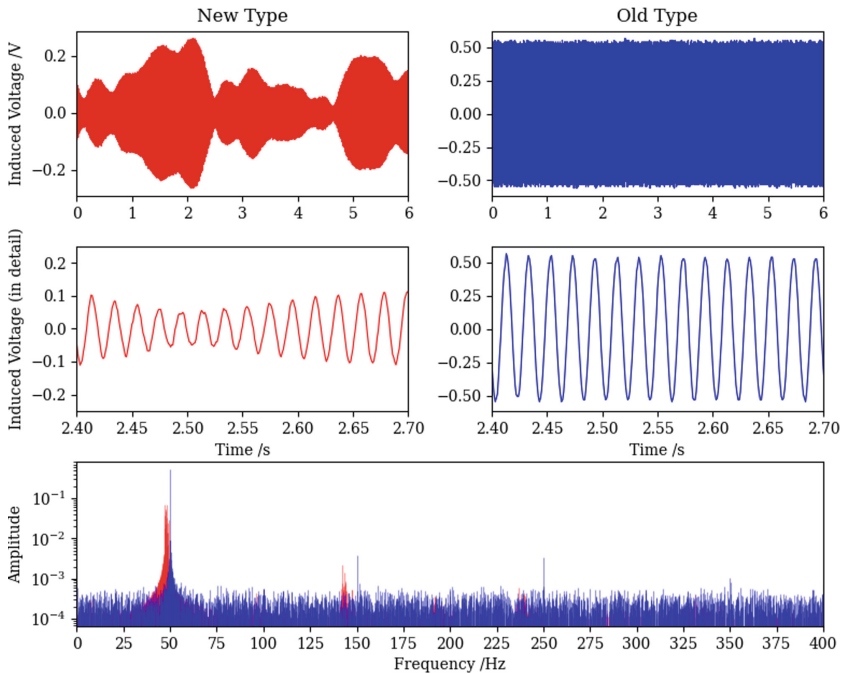 New Type
Old Type
Induced Voltage /V
0.2
0.0
−0.2
0 1 2 3 4 5 6
0.50
0.25
0.00
−0.25
−0.50
0 1 2 3 4 5 6
Induced Voltage (in detail)
0.2
0.1
0.0
−0.1
−0.2
2.40 2.45 2.50 2.55 2.60 2.65 2.70
Time /s
0.50
0.25
0.00
−0.25
−0.50
2.40 2.45 2.50 2.55 2.60 2.65 2.70
Time /s
Amplitude
10⁻¹
10⁻²
10⁻³
10⁻⁴
0 25 50 75 100 125 150 175 200 225 250 275 300 325 350 375 400
Frequency /Hz